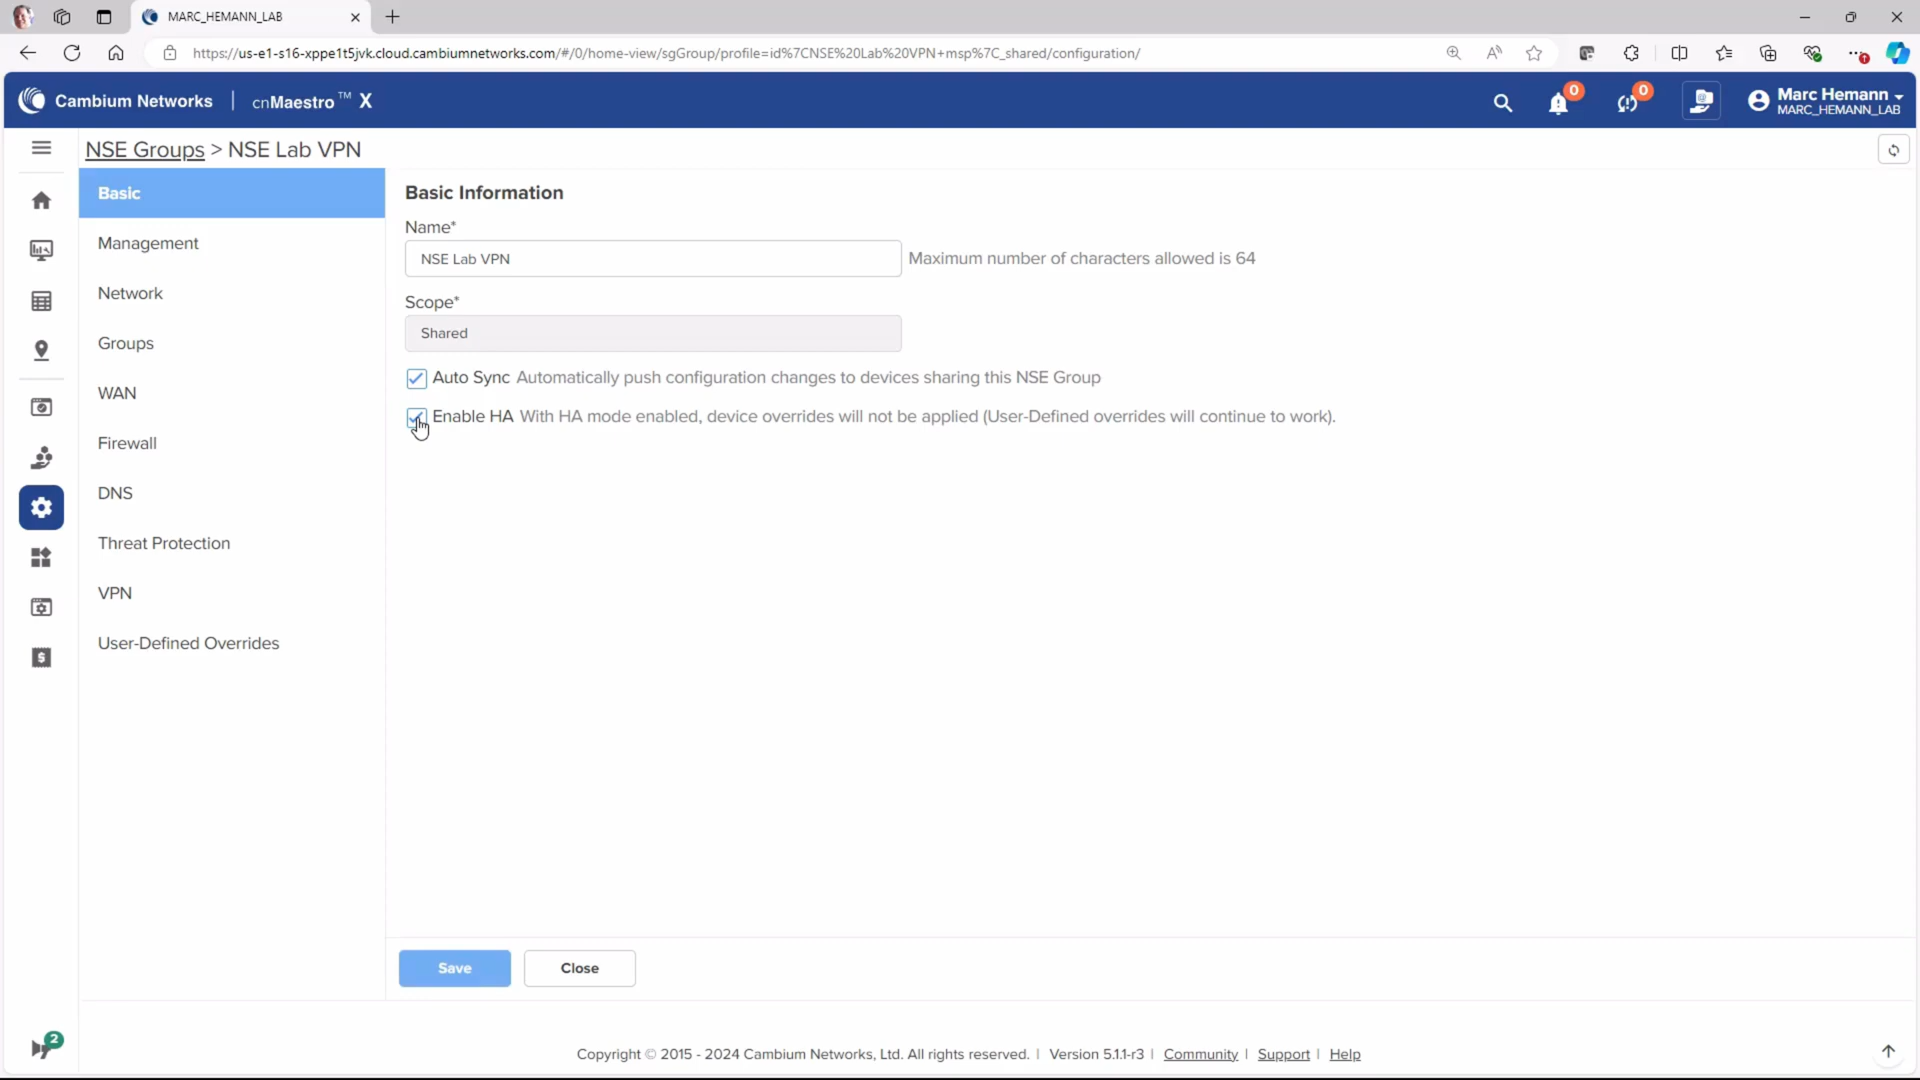 MARC_HEMANN_LAB
https://us-e1-s16-xppe1t5jvk.cloud.cambiumnetworks.com/#/0/home-view/sgGroup/profile=id%7CNSE%20Lab%20VPN+msp%7C_shared/configuration/
Cambium Networks | cnMaestro™ X
0
0
Marc Hemann
MARC_HEMANN_LAB
NSE Groups > NSE Lab VPN
Basic
Management
Network
Groups
WAN
Firewall
DNS
Threat Protection
VPN
User-Defined Overrides
Basic Information
Name*
NSE Lab VPN Maximum number of characters allowed is 64
Scope*
Shared
Auto Sync Automatically push configuration changes to devices sharing this NSE Group
Enable HA With HA mode enabled, device overrides will not be applied (User-Defined overrides will continue to work).
Save Close
2
Copyright © 2015 - 2024 Cambium Networks, Ltd. All rights reserved. | Version 5.1.1-r3 | Community | Support | Help